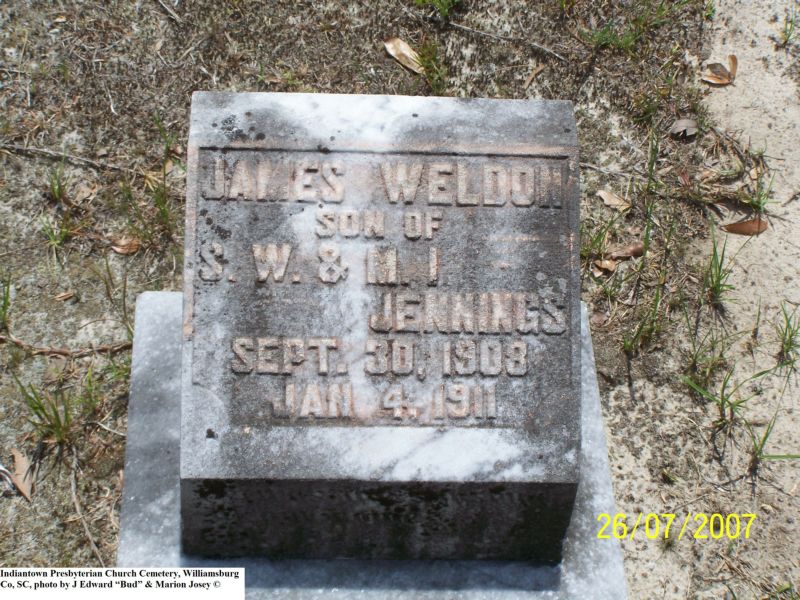 JAMES WELDON
SON OF
S. W. & M. I
JENNINGS
SEPT. 30, 1908
JAN. 4, 1911
26/07/2007
Indiantown Presbyterian Church Cemetery, Williamsburg
Co, SC, photo by J Edward “Bud” & Marion Josey ©